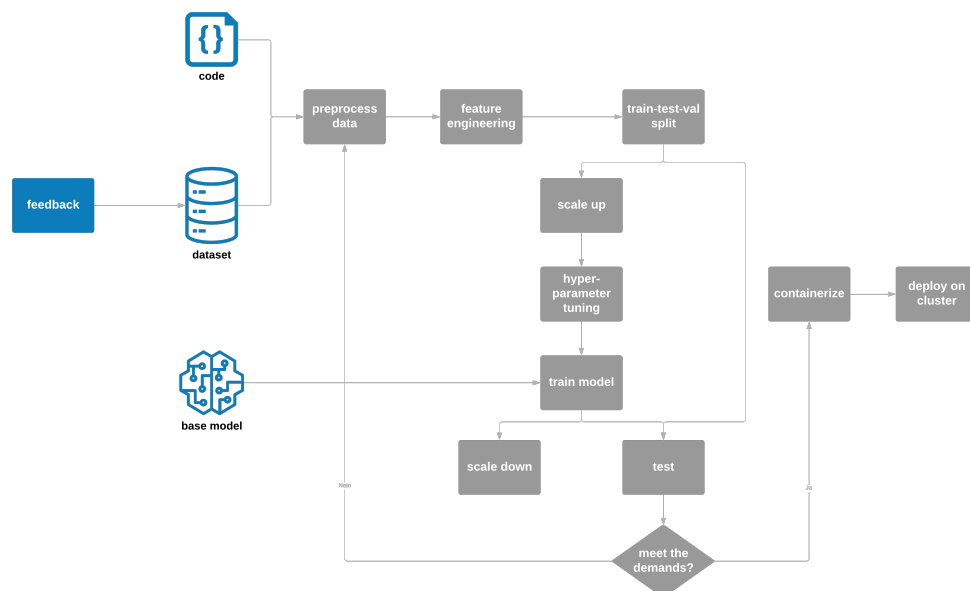 code
preprocess
data
feature
engineering
train-test-val
split
feedback
dataset
scale up
hyper-
parameter
tuning
containerize
deploy on
cluster
base model
train model
scale down
test
Nein
Ja
meet the
demands?